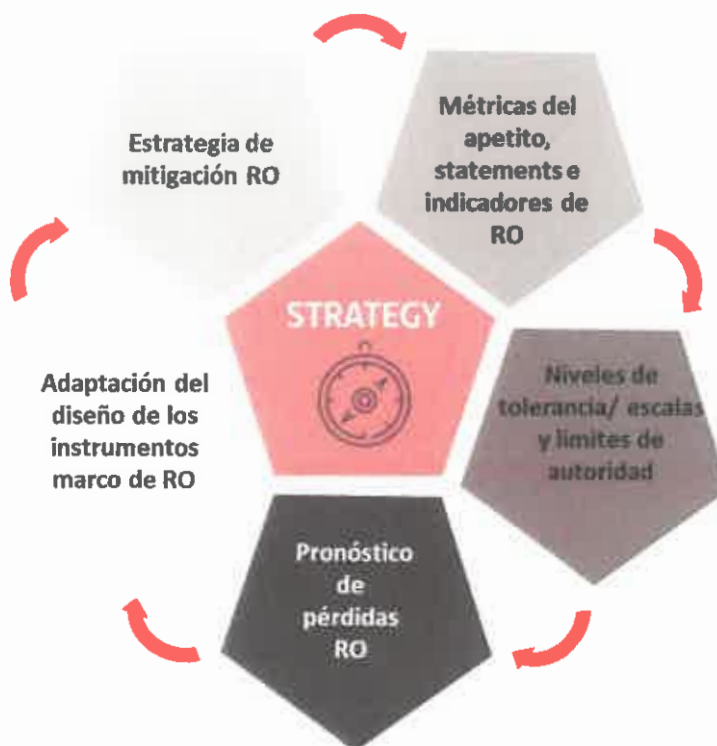 Estrategia de
mitigación RO
Métricas del
apetito,
statements e
indicadores de
RO
STRATEGY
Niveles de
tolerancia/ escalas
y limites de
autoridad
Adaptación del
diseño de los
instrumentos
marco de RO
Pronóstico
de
pérdidas
RO